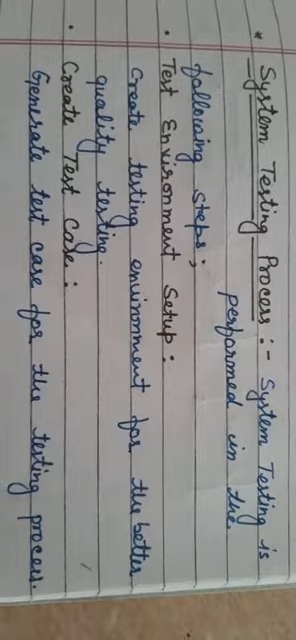 * System Testing Process :- System Testing is
performed in the
following steps;
• Test Environment Setup:
Create testing environment for the better
quality testing.
• Create Test Case:
Generate test case for the testing process.